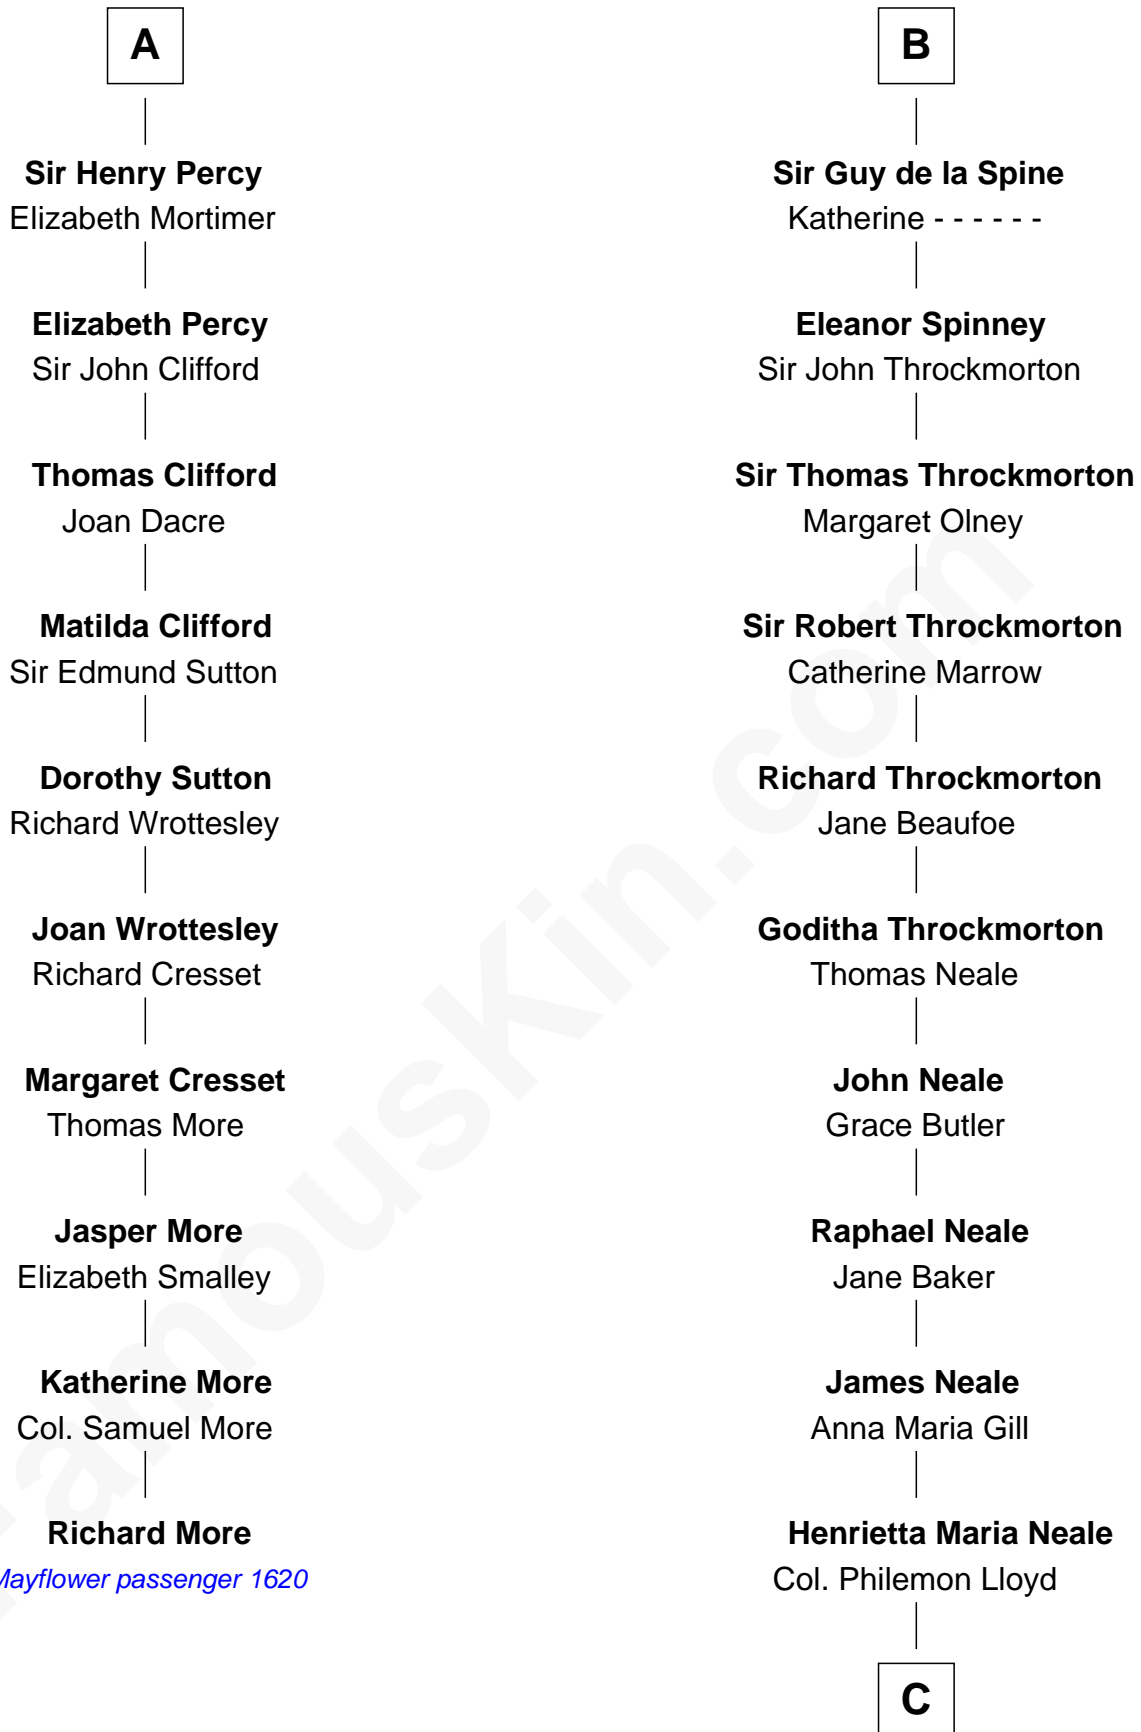 A
Sir Henry Percy
Elizabeth Mortimer
Elizabeth Percy
Sir John Clifford
Thomas Clifford
Joan Dacre
Matilda Clifford
Sir Edmund Sutton
Dorothy Sutton
Richard Wrottesley
Joan Wrottesley
Richard Cresset
Margaret Cresset
Thomas More
Jasper More
Elizabeth Smalley
Katherine More
Col. Samuel More
Richard More
Mayflower passenger 1620
B
Sir Guy de la Spine
Katherine - - - - - -
Eleanor Spinney
Sir John Throckmorton
Sir Thomas Throckmorton
Margaret Olney
Sir Robert Throckmorton
Catherine Marrow
Richard Throckmorton
Jane Beaufoe
Goditha Throckmorton
Thomas Neale
John Neale
Grace Butler
Raphael Neale
Jane Baker
James Neale
Anna Maria Gill
Henrietta Maria Neale
Col. Philemon Lloyd
C
FamousKin.com